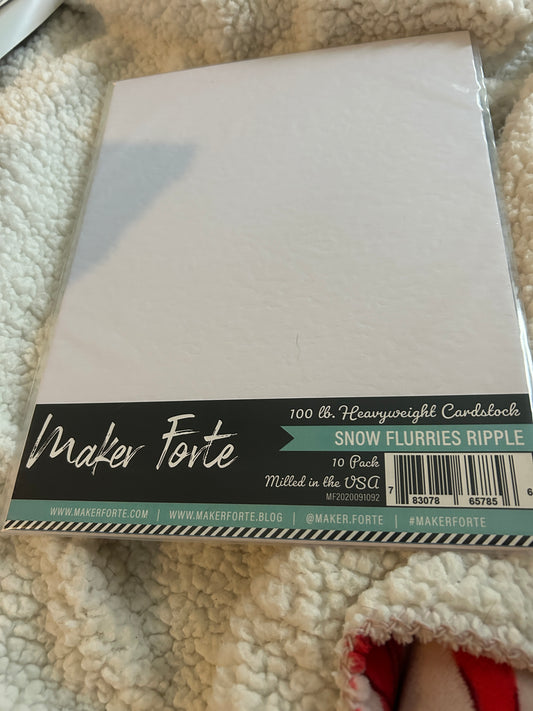 Maker Forte
100 lb. Heavyweight Cardstock
SNOW FLURRIES RIPPLE
10 Pack
Milled in the USA
MF2020091092
7 83078 65785 6
WWW.MAKERFORTE.COM | WWW.MAKERFORTE.BLOG | @MAKER.FORTE | #MAKERFORTE